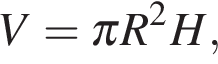 V = πR²H,